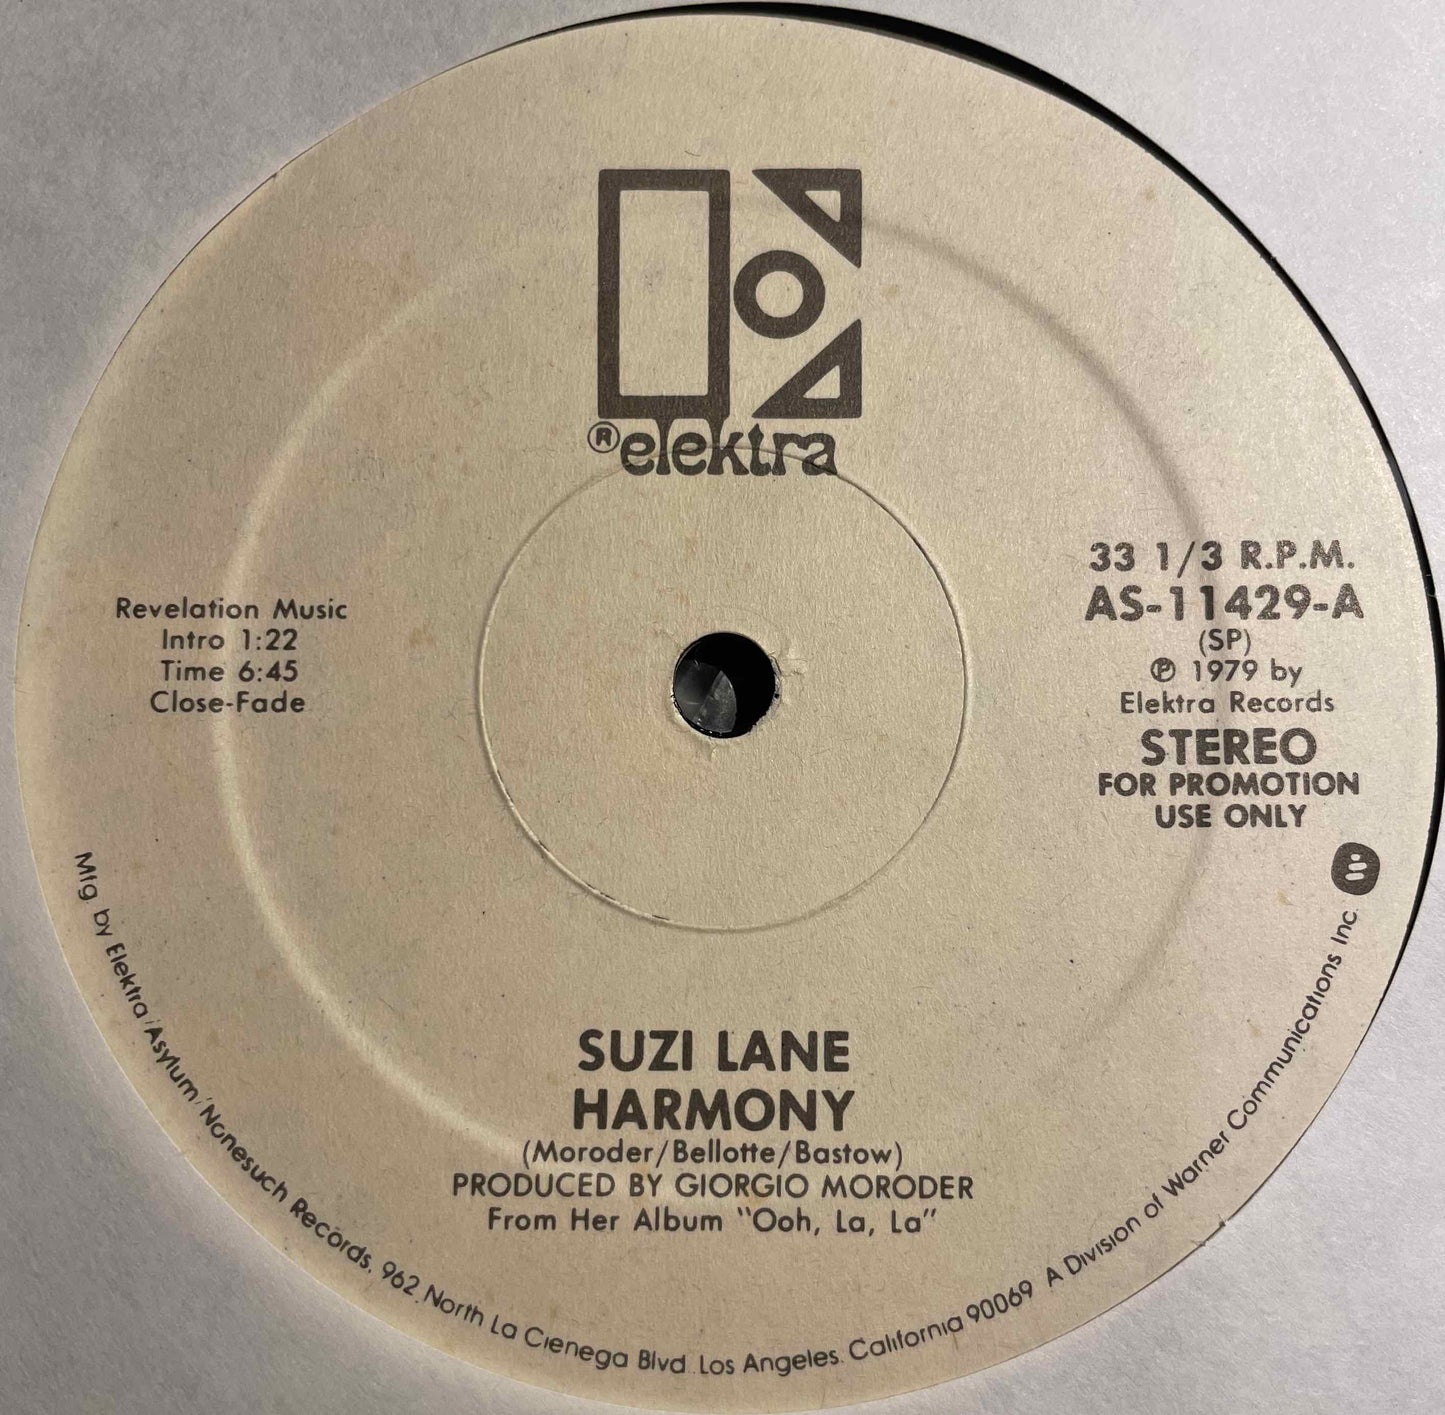 ® elektra
33 1/3 R.P.M.
AS-11429-A
(SP)
℗ 1979 by
Elektra Records
STEREO
FOR PROMOTION
USE ONLY
Revelation Music
Intro 1:22
Time 6:45
Close-Fade
SUZI LANE
HARMONY
(Moroder/Bellotte/Bastow)
PRODUCED BY GIORGIO MORODER
From Her Album "Ooh, La, La"
Mfg by Elektra/Asylum/Nonesuch Records, 962 North La Cienega Blvd. Los Angeles, California 90069 A Division of Warner Communications Inc.